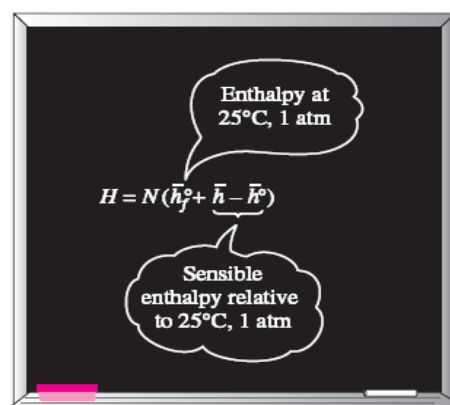 Enthalpy at
25°C, 1 atm
H = N(h̄f° + h̄ – h̄°)
Sensible
enthalpy relative
to 25°C, 1 atm